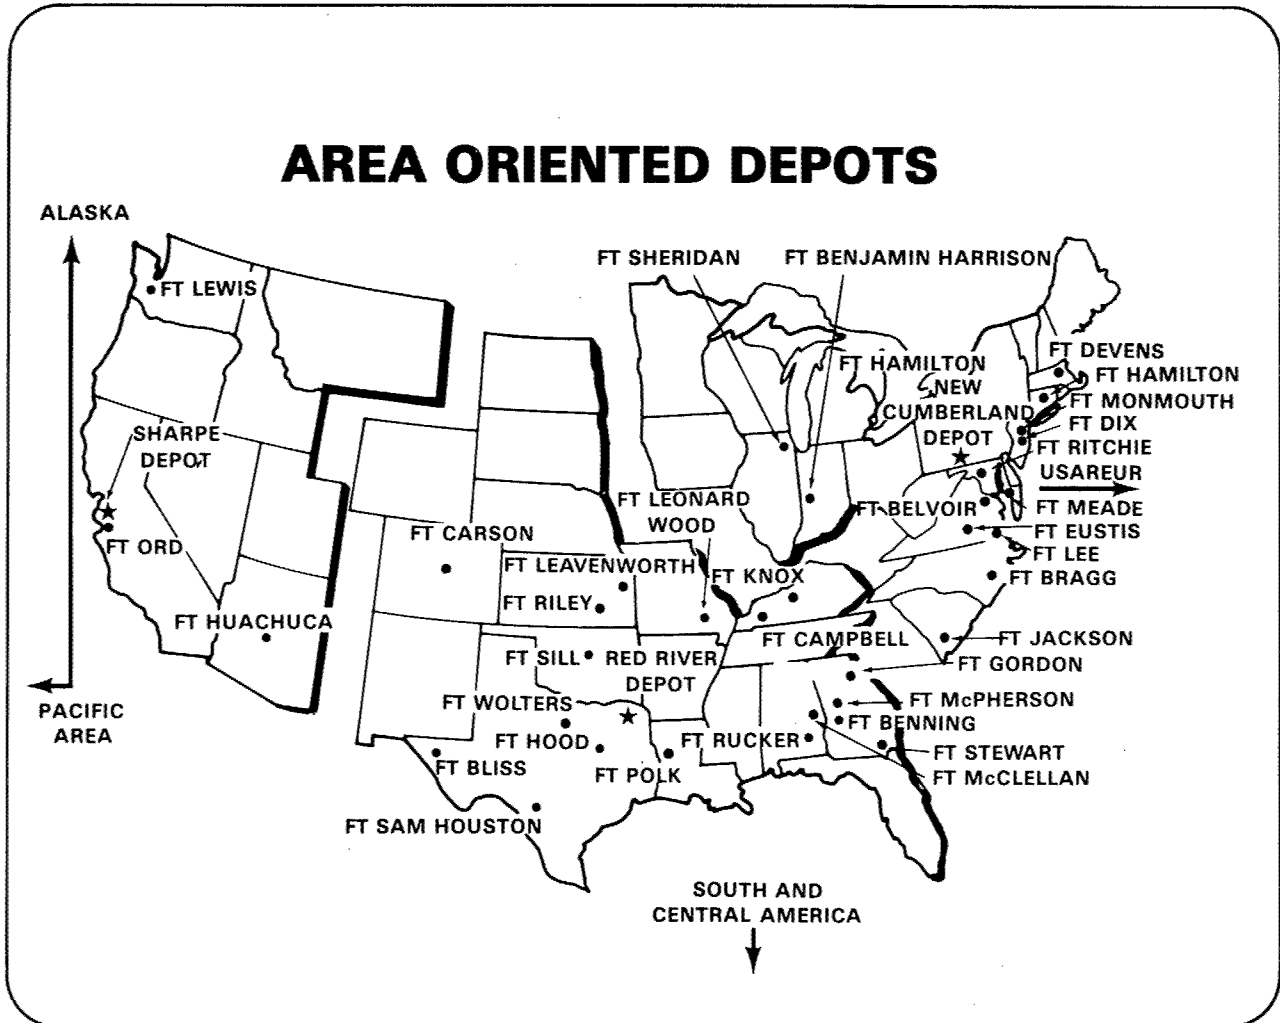 AREA ORIENTED DEPOTS
ALASKA
FT SHERIDAN
FT BENJAMIN HARRISON
FT LEWIS
FT DEVENS
FT HAMILTON
FT HAMILTON
NEW
CUMBERLAND
DEPOT
FT MONMOUTH
FT DIX
FT RITCHIE
USAREUR
SHARPE
DEPOT
FT LEONARD
WOOD
FT BELVOIR
FT MEADE
FT EUSTIS
FT LEE
FT ORD
FT CARSON
FT LEAVENWORTH
FT KNOX
FT BRAGG
FT RILEY
FT HUACHUCA
FT CAMPBELL
FT JACKSON
FT SILL
RED RIVER
DEPOT
FT GORDON
FT WOLTERS
FT McPHERSON
PACIFIC
AREA
FT BENNING
FT HOOD
FT RUCKER
FT STEWART
FT BLISS
FT POLK
FT McCLELLAN
FT SAM HOUSTON
SOUTH AND
CENTRAL AMERICA